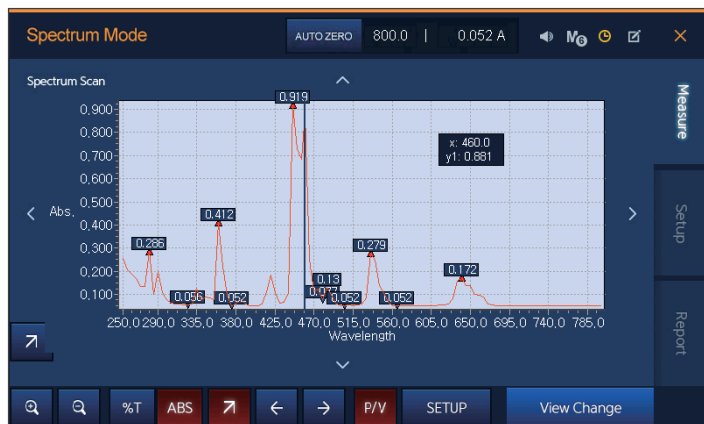 Spectrum Mode
AUTO ZERO 800.0 | 0.052 A
M6
Spectrum Scan
Measure
Setup
Report
Abs.
0,900
0,800
0,700
0,600
0,500
0,400
0,300
0,200
0,100
0.919
x: 460.0
y1: 0.881
0.412
0.286
0.279
0.172
0.13
0.056
0.052
0.052
0.052
250,0 290,0 335,0 380,0 425,0 470,0 515,0 560,0 605,0 650,0 695,0 740,0 785,0
Wavelength
%T ABS P/V SETUP View Change